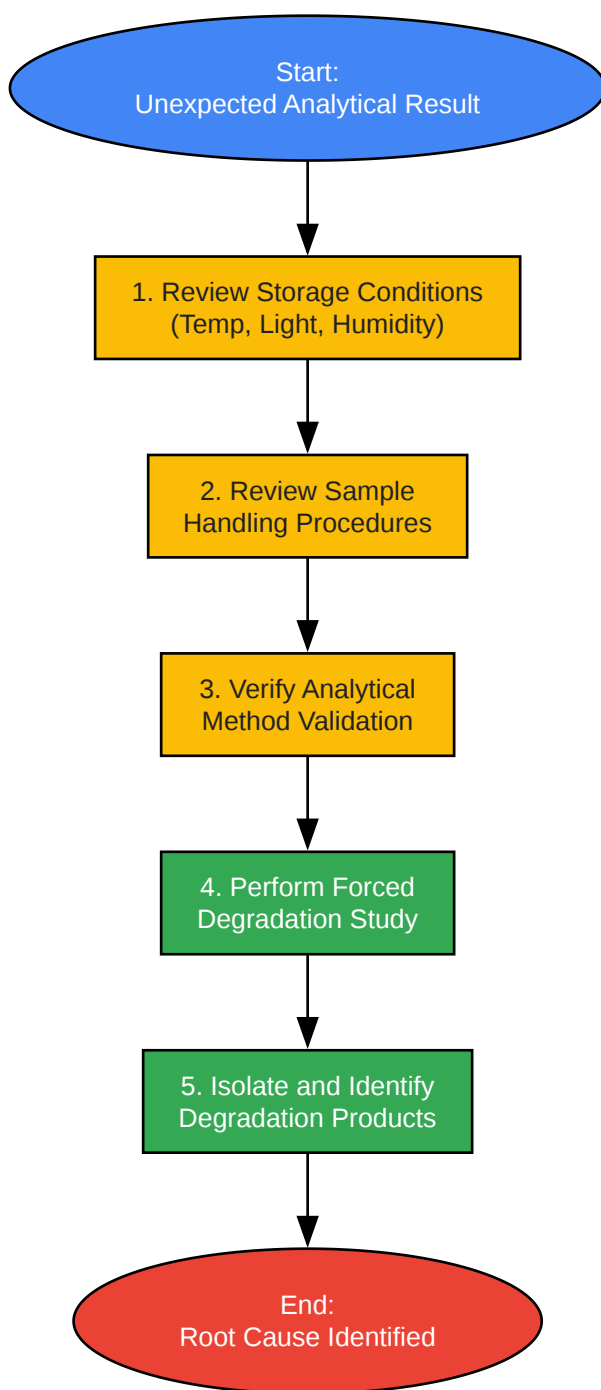 Start:
Unexpected Analytical Result
1. Review Storage Conditions
(Temp, Light, Humidity)
2. Review Sample
Handling Procedures
3. Verify Analytical
Method Validation
4. Perform Forced
Degradation Study
5. Isolate and Identify
Degradation Products
End:
Root Cause Identified